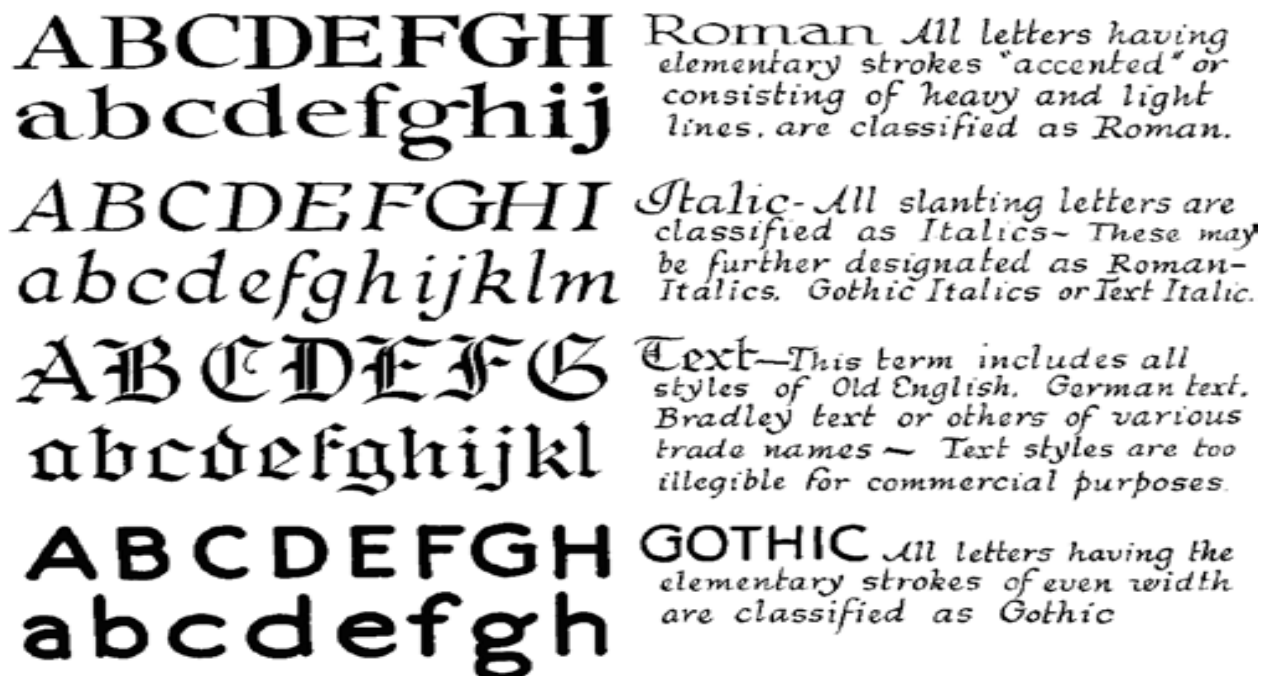 ABCDEFGH
abcdefghij
Roman All letters having
elementary strokes "accented" or
consisting of heavy and light
lines. are classified as Roman.
ABCDEFGHI
abcdefghijklm
Italic- All slanting letters are
classified as Italics~ These may
be further designated as Roman-
Italics. Gothic Italics or Text Italic.
ABCDEFG
abcdefghijkl
Text—This term includes all
styles of Old English. German text.
Bradley text or others of various
trade names ~ Text styles are too
illegible for commercial purposes.
ABCDEFGH
abcdefgh
GOTHIC All letters having the
elementary strokes of even width
are classified as Gothic